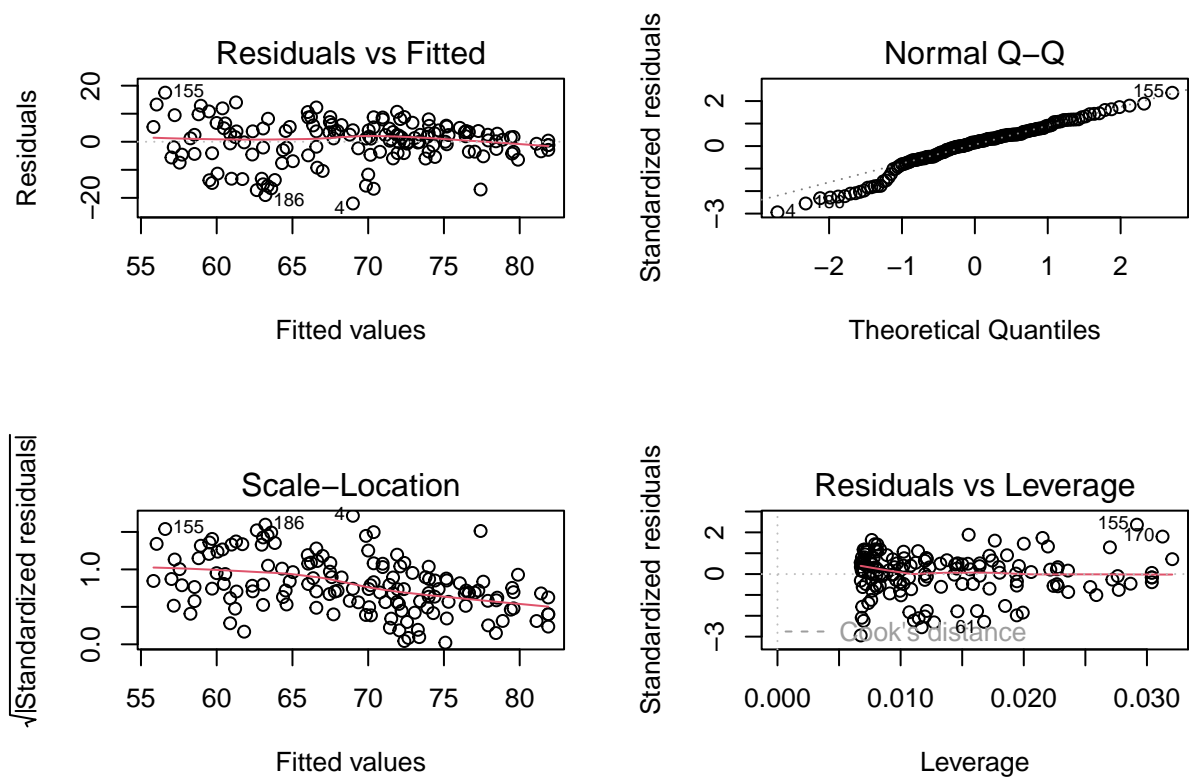 Residuals vs Fitted
Residuals
20
0
−20
155
186
4
55 60 65 70 75 80
Fitted values
Normal Q−Q
Standardized residuals
2
0
−3
155
4
−2 −1 0 1 2
Theoretical Quantiles
Scale−Location
√|Standardized residuals|
1.0
0.0
155
186
4
55 60 65 70 75 80
Fitted values
Residuals vs Leverage
Standardized residuals
2
0
−3
155
170
61
Cook's distance
0.000 0.010 0.020 0.030
Leverage